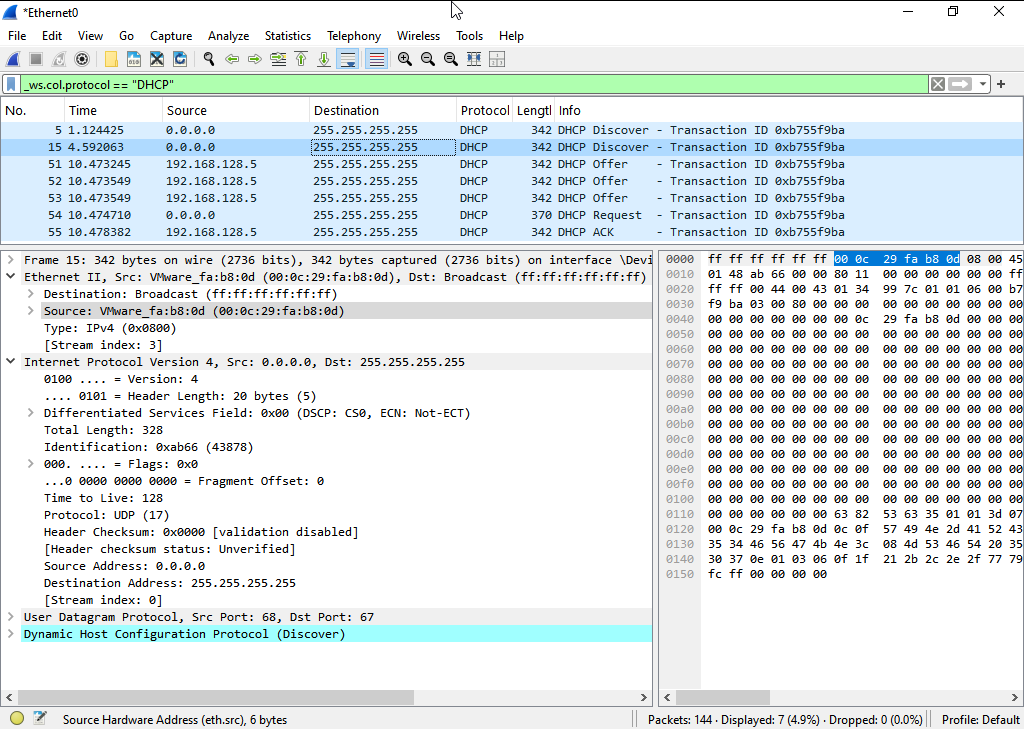 *Ethernet0
File Edit View Go Capture Analyze Statistics Telephony Wireless Tools Help
_ws.col.protocol == "DHCP"
No. Time Source Destination Protocol Lengtl Info
5 1.124425 0.0.0.0 255.255.255.255 DHCP 342 DHCP Discover - Transaction ID 0xb755f9ba
15 4.592063 0.0.0.0 255.255.255.255 DHCP 342 DHCP Discover - Transaction ID 0xb755f9ba
51 10.473245 192.168.128.5 255.255.255.255 DHCP 342 DHCP Offer - Transaction ID 0xb755f9ba
52 10.473549 192.168.128.5 255.255.255.255 DHCP 342 DHCP Offer - Transaction ID 0xb755f9ba
53 10.473549 192.168.128.5 255.255.255.255 DHCP 342 DHCP Offer - Transaction ID 0xb755f9ba
54 10.474710 0.0.0.0 255.255.255.255 DHCP 370 DHCP Request - Transaction ID 0xb755f9ba
55 10.478382 192.168.128.5 255.255.255.255 DHCP 342 DHCP ACK - Transaction ID 0xb755f9ba
Frame 15: 342 bytes on wire (2736 bits), 342 bytes captured (2736 bits) on interface \Devi
Ethernet II, Src: VMware_fa:b8:0d (00:0c:29:fa:b8:0d), Dst: Broadcast (ff:ff:ff:ff:ff:ff)
Destination: Broadcast (ff:ff:ff:ff:ff:ff)
Source: VMware_fa:b8:0d (00:0c:29:fa:b8:0d)
Type: IPv4 (0x0800)
[Stream index: 3]
Internet Protocol Version 4, Src: 0.0.0.0, Dst: 255.255.255.255
0100 .... = Version: 4
.... 0101 = Header Length: 20 bytes (5)
Differentiated Services Field: 0x00 (DSCP: CS0, ECN: Not-ECT)
Total Length: 328
Identification: 0xab66 (43878)
000. .... = Flags: 0x0
...0 0000 0000 0000 = Fragment Offset: 0
Time to Live: 128
Protocol: UDP (17)
Header Checksum: 0x0000 [validation disabled]
[Header checksum status: Unverified]
Source Address: 0.0.0.0
Destination Address: 255.255.255.255
[Stream index: 0]
User Datagram Protocol, Src Port: 68, Dst Port: 67
Dynamic Host Configuration Protocol (Discover)
0000 ff ff ff ff ff ff 00 0c 29 fa b8 0d 08 00 45
0010 01 48 ab 66 00 00 80 11 00 00 00 00 00 00 ff
0020 ff ff 00 44 00 43 01 34 99 7c 01 01 06 00 b7
0030 f9 ba 03 00 80 00 00 00 00 00 00 00 00 00 00
0040 00 00 00 00 00 00 00 0c 29 fa b8 0d 00 00 00
0050 00 00 00 00 00 00 00 00 00 00 00 00 00 00 00
0060 00 00 00 00 00 00 00 00 00 00 00 00 00 00 00
0070 00 00 00 00 00 00 00 00 00 00 00 00 00 00 00
0080 00 00 00 00 00 00 00 00 00 00 00 00 00 00 00
0090 00 00 00 00 00 00 00 00 00 00 00 00 00 00 00
00a0 00 00 00 00 00 00 00 00 00 00 00 00 00 00 00
00b0 00 00 00 00 00 00 00 00 00 00 00 00 00 00 00
00c0 00 00 00 00 00 00 00 00 00 00 00 00 00 00 00
00d0 00 00 00 00 00 00 00 00 00 00 00 00 00 00 00
00e0 00 00 00 00 00 00 00 00 00 00 00 00 00 00 00
00f0 00 00 00 00 00 00 00 00 00 00 00 00 00 00 00
0100 00 00 00 00 00 00 00 00 00 00 00 00 00 00 00
0110 00 00 00 00 00 00 63 82 53 63 35 01 01 3d 07
0120 00 0c 29 fa b8 0d 0c 0f 57 49 4e 2d 41 52 43
0130 35 34 46 56 47 4b 4e 3c 08 4d 53 46 54 20 35
0140 30 37 0e 01 03 06 0f 1f 21 2b 2c 2e 2f 77 79
0150 fc ff 00 00 00 00
Source Hardware Address (eth.src), 6 bytes
Packets: 144 · Displayed: 7 (4.9%) · Dropped: 0 (0.0%)
Profile: Default